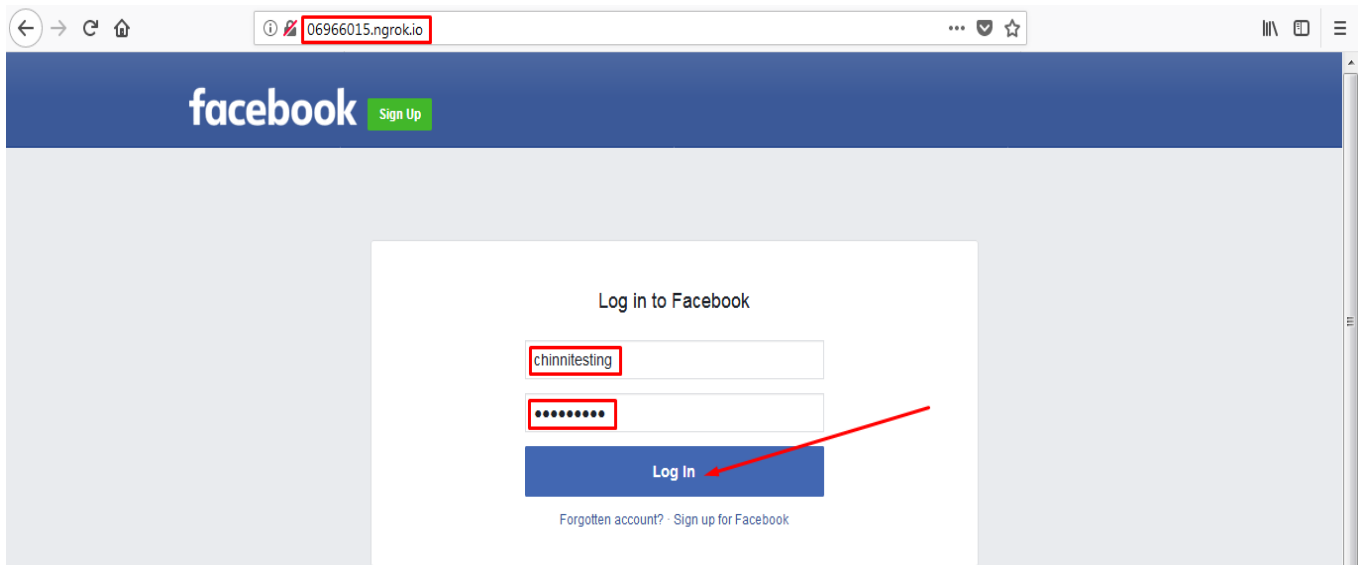 06966015.ngrok.io
facebook Sign Up
Log in to Facebook
chinnitesting
•••••••••
Log In
Forgotten account? · Sign up for Facebook